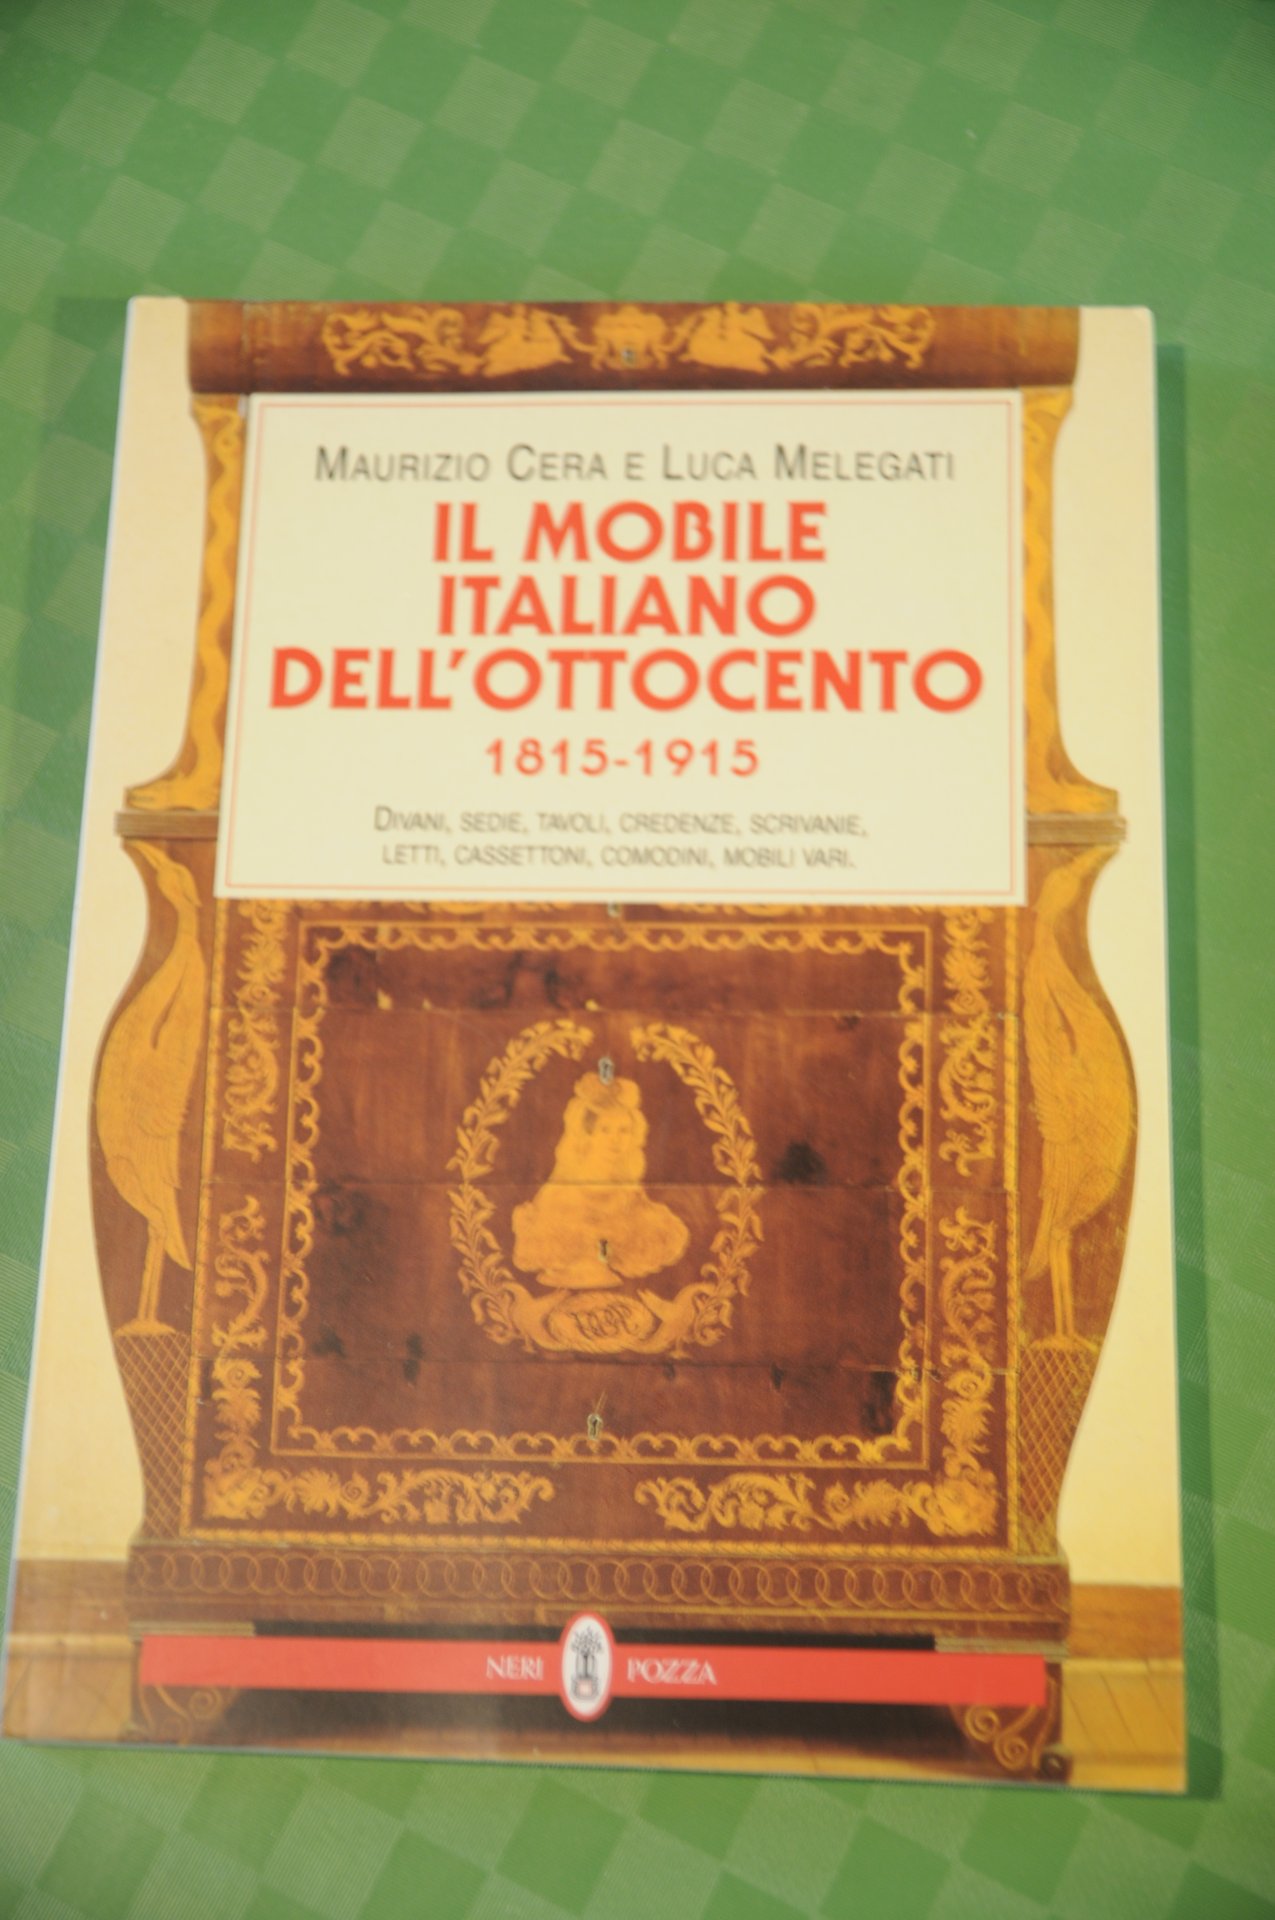 MAURIZIO CERA E LUCA MELEGATI
IL MOBILE
ITALIANO
DELL'OTTOCENTO
1815-1915
DIVANI, SEDIE, TAVOLI, CREDENZE, SCRIVANIE,
LETTI, CASSETTONI, COMODINI, MOBILI VARI.
NERI POZZA